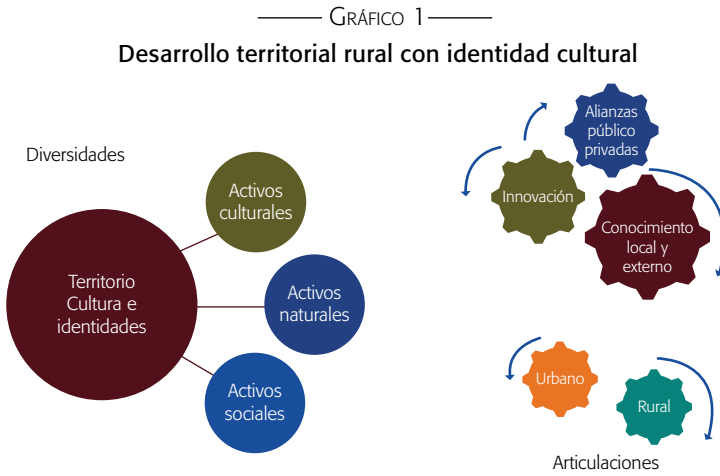 GRÁFICO 1
Desarrollo territorial rural con identidad cultural
Diversidades
Territorio
Cultura e
identidades
Activos
culturales
Activos
naturales
Activos
sociales
Alianzas
público
privadas
Innovación
Conocimiento
local y
externo
Urbano
Rural
Articulaciones